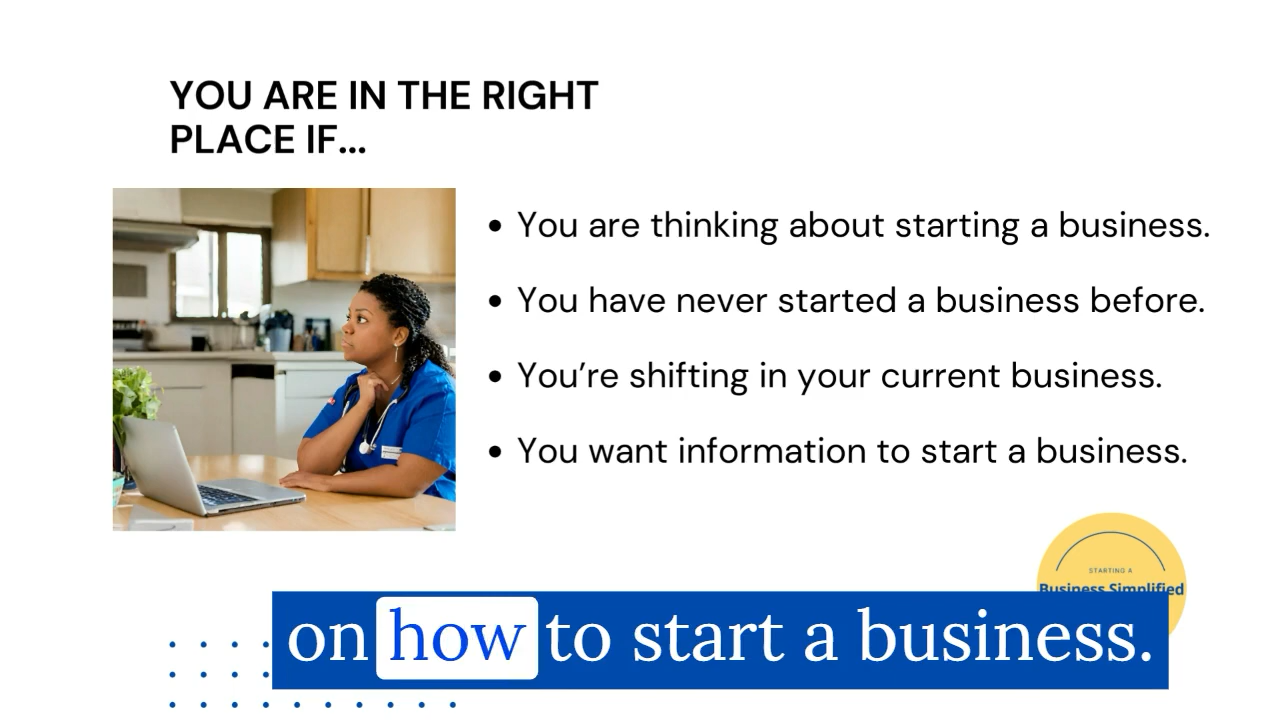 YOU ARE IN THE RIGHT
PLACE IF...
• You are thinking about starting a business.
• You have never started a business before.
• You’re shifting in your current business.
• You want information to start a business.
STARTING A
Business Simplified
on how to start a business.